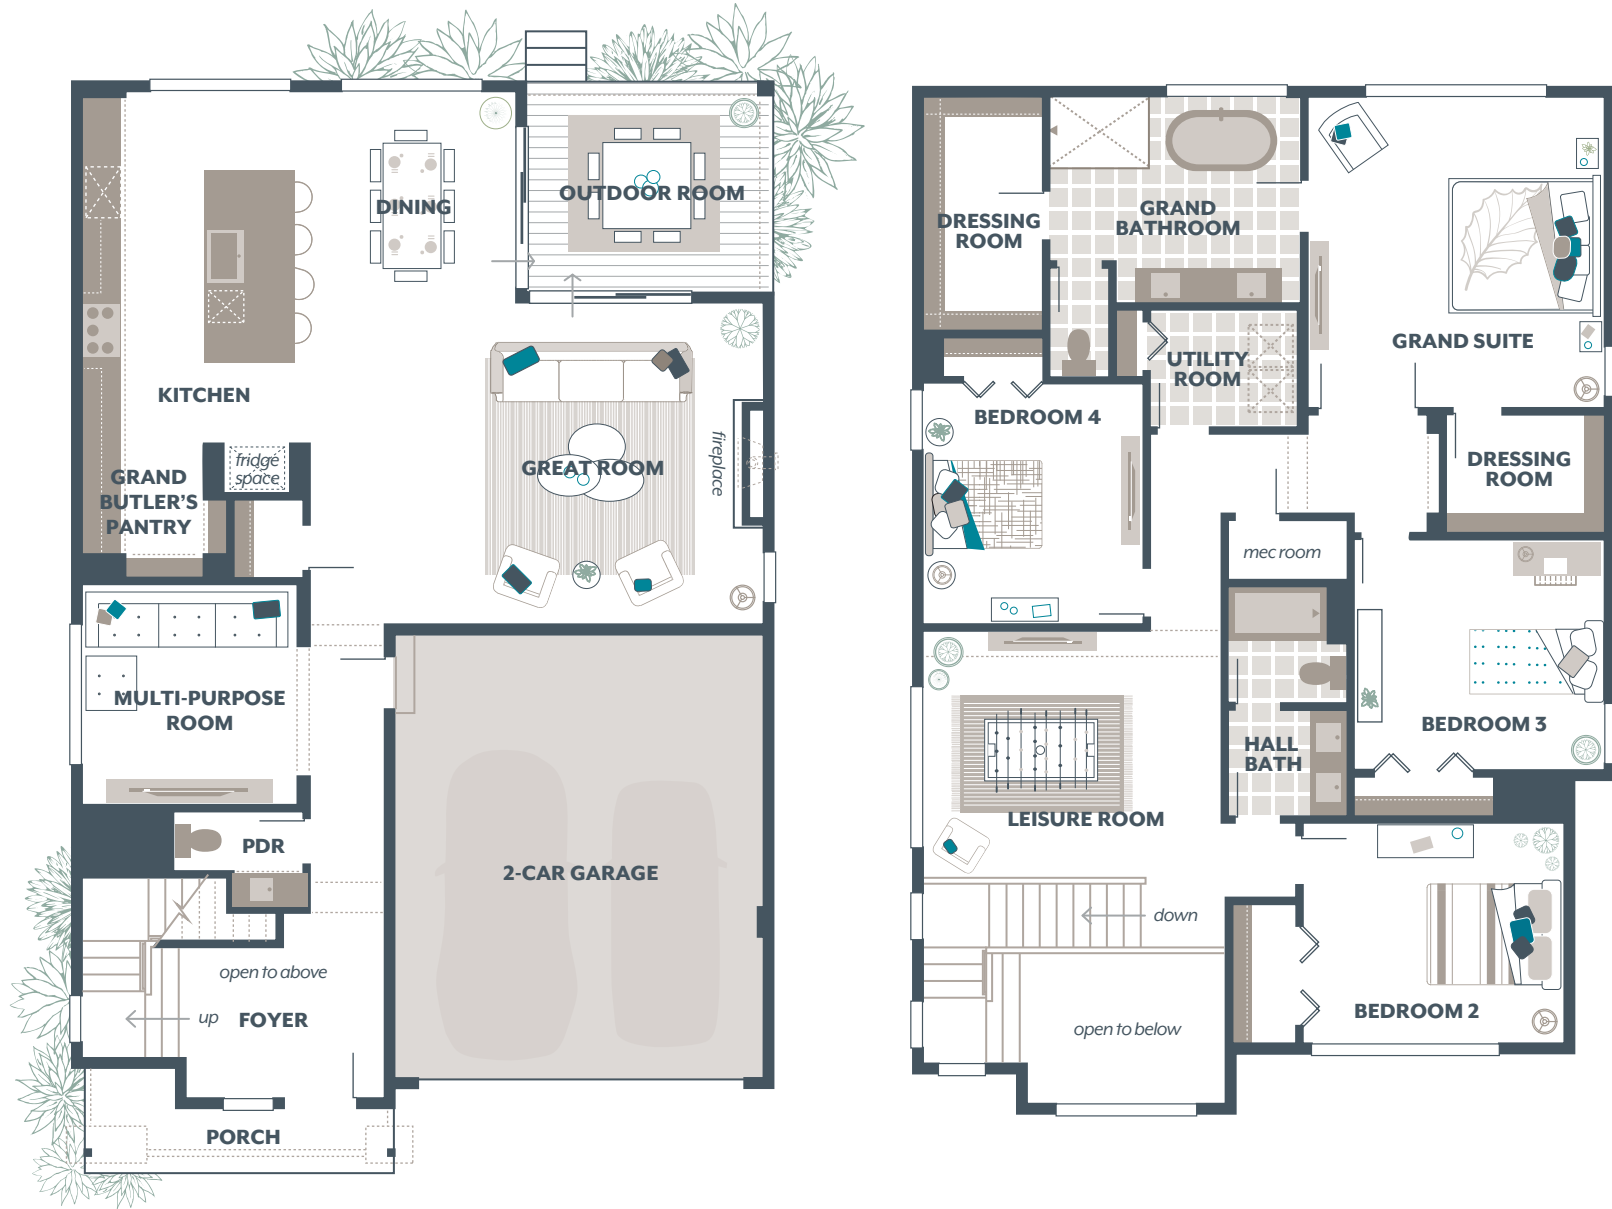 DINING
OUTDOOR ROOM
KITCHEN
fridge
space
GREAT ROOM
fireplace
GRAND
BUTLER'S
PANTRY
MULTI-PURPOSE
ROOM
PDR
2-CAR GARAGE
open to above
up
FOYER
PORCH
DRESSING
ROOM
GRAND
BATHROOM
GRAND SUITE
UTILITY
ROOM
BEDROOM 4
DRESSING
ROOM
mec room
BEDROOM 3
HALL
BATH
LEISURE ROOM
down
BEDROOM 2
open to below